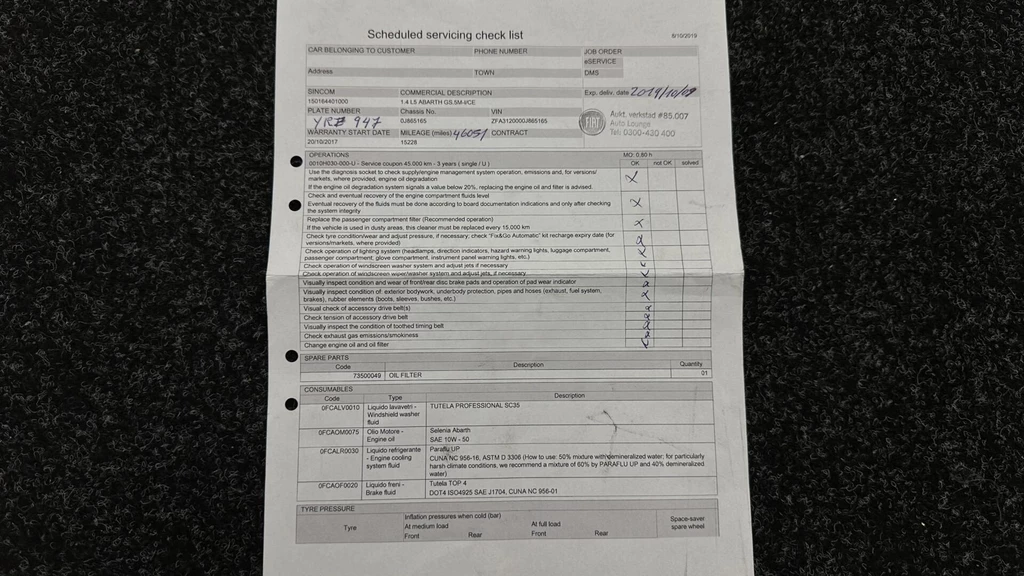 Scheduled servicing check list
8/10/2019
CAR BELONGING TO CUSTOMER PHONE NUMBER JOB ORDER
eSERVICE
Address TOWN DMS
SINCOM COMMERCIAL DESCRIPTION Exp. deliv. date 2019/10/08
150164401000 1.4 L5 ABARTH GS 5M-I/CE
PLATE NUMBER Chassis No. VIN
YRZ 947 0J865165 ZFA3120000J865165
WARRANTY START DATE MILEAGE (miles) 46051 CONTRACT
20/10/2017 15228
FIAT
Aukt. verkstad #85.007
Auto Lounge
Tel: 0300-430 400
OPERATIONS MO: 0,80 h
0010H030-000-U - Service coupon 45.000 km - 3 years ( single / U ) OK not OK solved
Use the diagnosis socket to check supply/engine management system operation, emissions and, for versions/
markets, where provided, engine oil degradation X
If the engine oil degradation system signals a value below 20%, replacing the engine oil and filter is advised.
Check and eventual recovery of the engine compartment fluids level
Eventual recovery of the fluids must be done according to board documentation indications and only after checking X
the system integrity
Replace the passenger compartment filter (Recommended operation) X
If the vehicle is used in dusty areas, this cleaner must be replaced every 15.000 km
Check tyre condition/wear and adjust pressure, if necessary; check "Fix&Go Automatic" kit recharge expiry date (for
versions/markets, where provided)
Check operation of lighting system (headlamps, direction indicators, hazard warning lights, luggage compartment,
passenger compartment, glove compartment, instrument panel warning lights, etc.)
Check operation of windscreen washer system and adjust jets if necessary
Check operation of windscreen wiper/washer system and adjust jets, if necessary
Visually inspect condition and wear of front/rear disc brake pads and operation of pad wear indicator
Visually inspect condition of: exterior bodywork, underbody protection, pipes and hoses (exhaust, fuel system,
brakes), rubber elements (boots, sleeves, bushes, etc.)
Visual check of accessory drive belt(s)
Check tension of accessory drive belt
Visually inspect the condition of toothed timing belt
Check exhaust gas emissions/smokiness
Change engine oil and oil filter
SPARE PARTS
Code Description Quantity
73500049 OIL FILTER 01
CONSUMABLES
Code Type Description
0FCALV0010 Liquido lavavetri - TUTELA PROFESSIONAL SC35
Windshield washer
fluid
0FCAOM0075 Olio Motore - Selenia Abarth
Engine oil SAE 10W - 50
0FCALR0030 Liquido refrigerante Paraflu UP
- Engine cooling CUNA NC 956-16, ASTM D 3306 (How to use: 50% mixture with demineralized water; for particularly
system fluid harsh climate conditions, we recommend a mixture of 60% by PARAFLU UP and 40% demineralized
water)
0FCAOF0020 Liquido freni - Tutela TOP 4
Brake fluid DOT4 ISO4925 SAE J1704, CUNA NC 956-01
TYRE PRESSURE
Inflation pressures when cold (bar)
Tyre At medium load At full load Space-saver
Front Rear Front Rear spare wheel